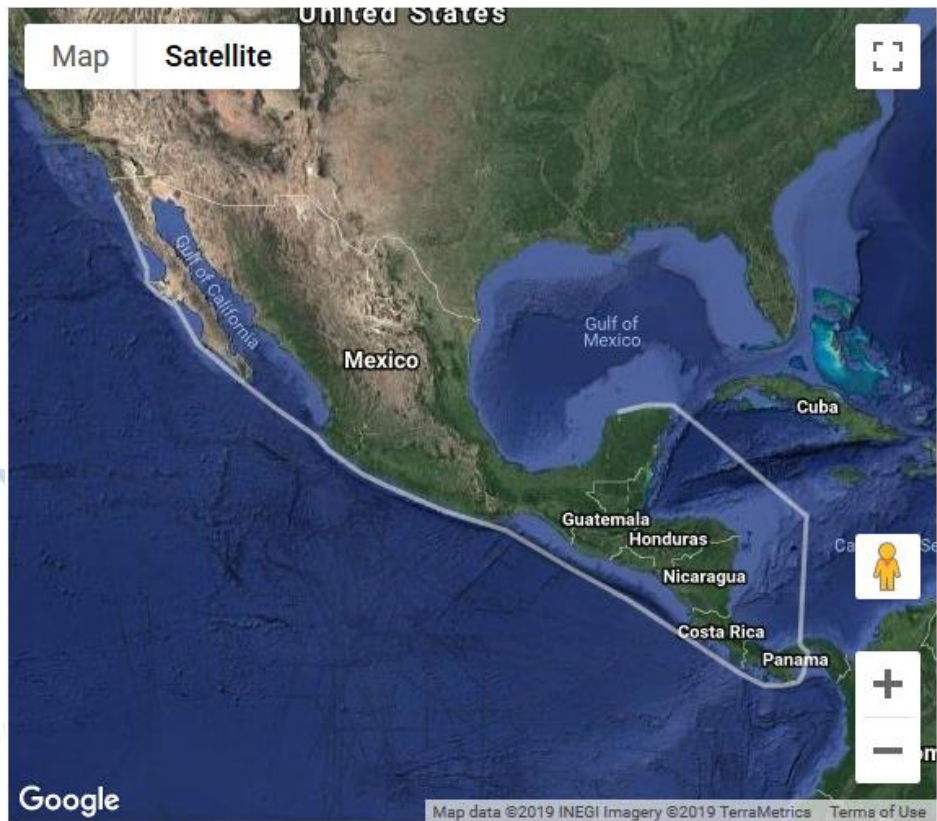 United States
Map
Satellite
Gulf of California
Gulf of
Mexico
Mexico
Cuba
Guatemala
Honduras
Nicaragua
Costa Rica
Panama
Google
Map data ©2019 INEGI Imagery ©2019 TerraMetrics
Terms of Use